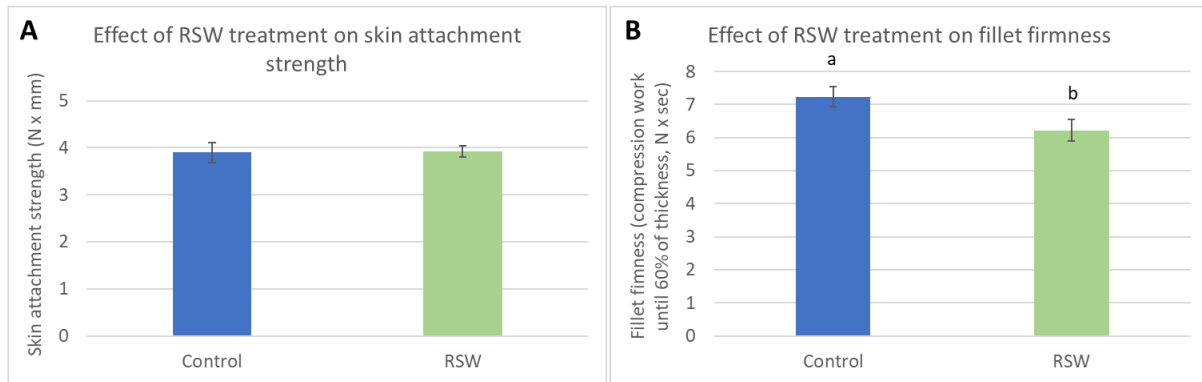 A
Effect of RSW treatment on skin attachment
strength
Skin attachment strength (N x mm)
5
4
3
2
1
0
Control
RSW
B
Effect of RSW treatment on fillet firmness
Fillet fimness (compression work
until 60% of thickness, N x sec)
8
7
6
5
4
3
2
1
0
a
b
Control
RSW